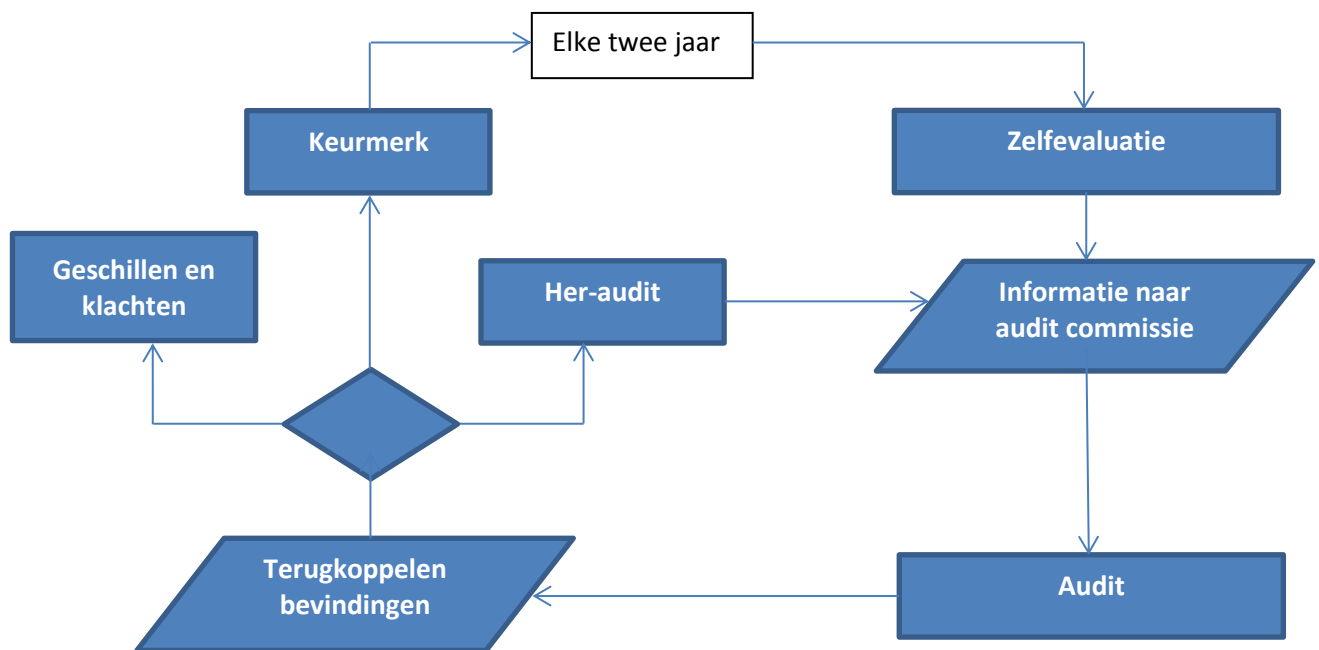 Elke twee jaar
Keurmerk
Zelfevaluatie
Geschillen en
klachten
Her-audit
Informatie naar
audit commissie
Terugkoppelen
bevindingen
Audit